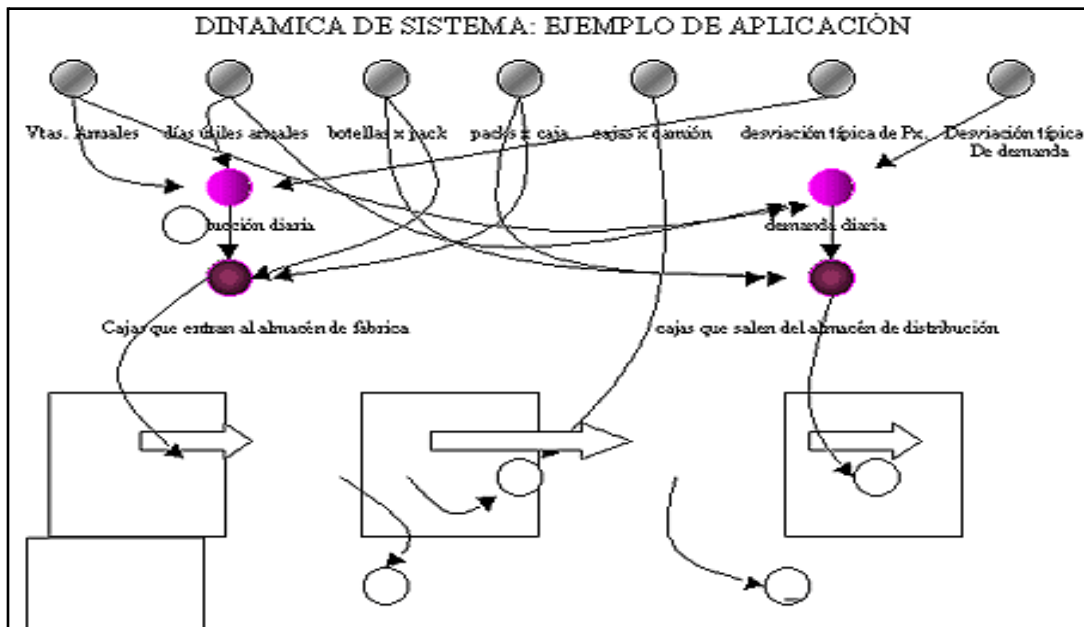 DINAMICA DE SISTEMA: EJEMPLO DE APLICACIÓN
Vtas. Anuales días útiles anuales botellas x pack packs x caja cajas x camión desviación típica de Px. Desviación típica
De demanda
ucción diaria demanda diaria
Cajas que entran al almacén de fábrica cajas que salen del almacén de distribución